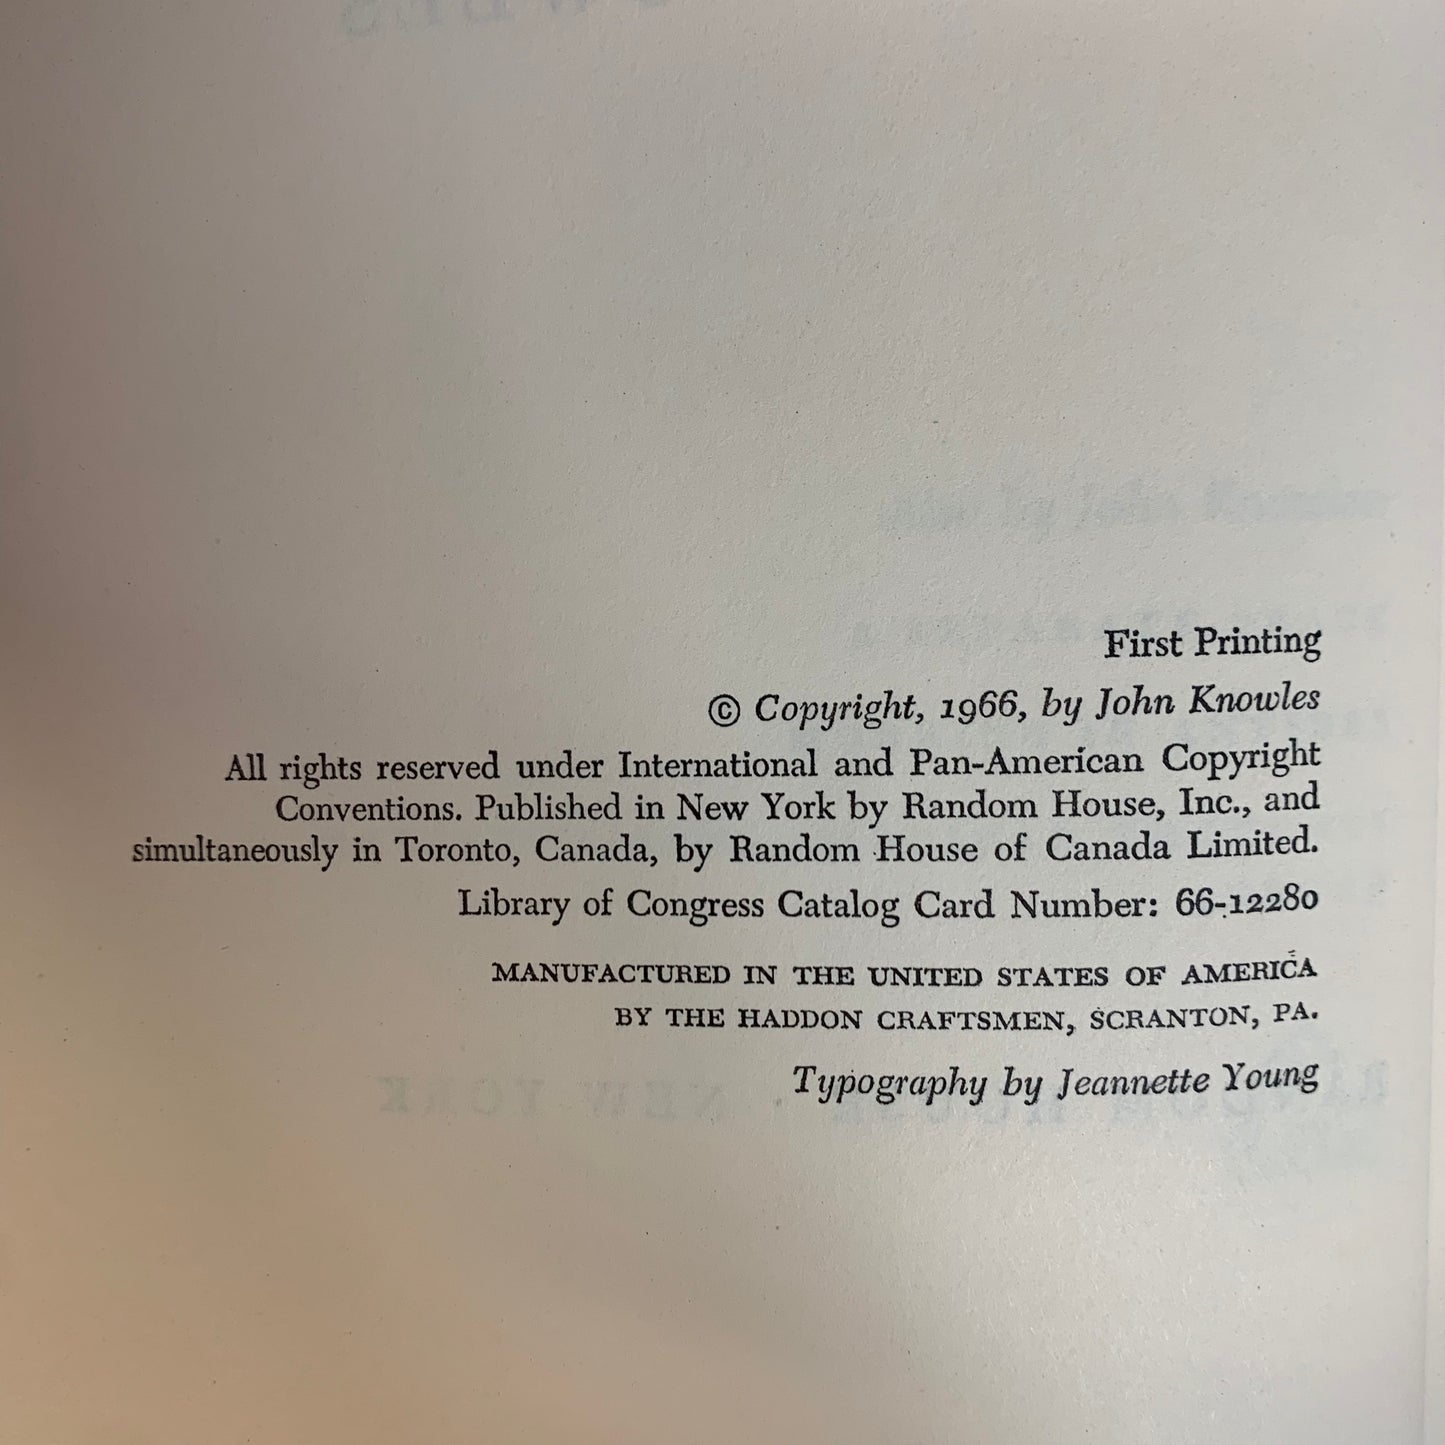 First Printing
© Copyright, 1966, by John Knowles
All rights reserved under International and Pan-American Copyright
Conventions. Published in New York by Random House, Inc., and
simultaneously in Toronto, Canada, by Random House of Canada Limited.
Library of Congress Catalog Card Number: 66-12280
MANUFACTURED IN THE UNITED STATES OF AMERICA
BY THE HADDON CRAFTSMEN, SCRANTON, PA.
Typography by Jeannette Young